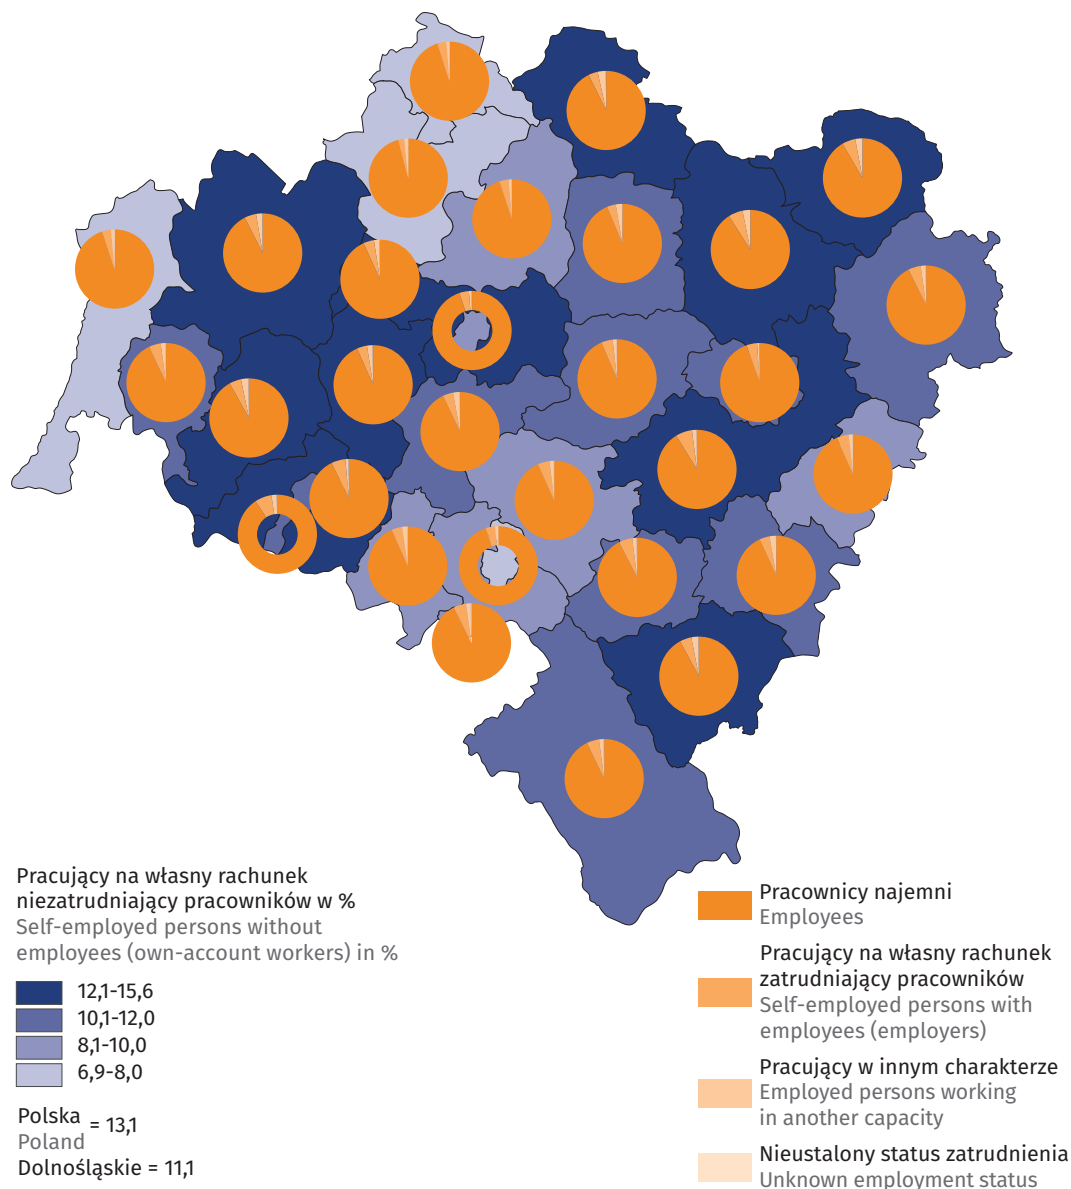 Pracujący na własny rachunek
niezatrudniający pracowników w %
Self-employed persons without
employees (own-account workers) in %
12,1-15,6
10,1-12,0
8,1-10,0
6,9-8,0
Polska
Poland
= 13,1
Dolnośląskie = 11,1
Pracownicy najemni
Employees
Pracujący na własny rachunek
zatrudniający pracowników
Self-employed persons with
employees (employers)
Pracujący w innym charakterze
Employed persons working
in another capacity
Nieustalony status zatrudnienia
Unknown employment status